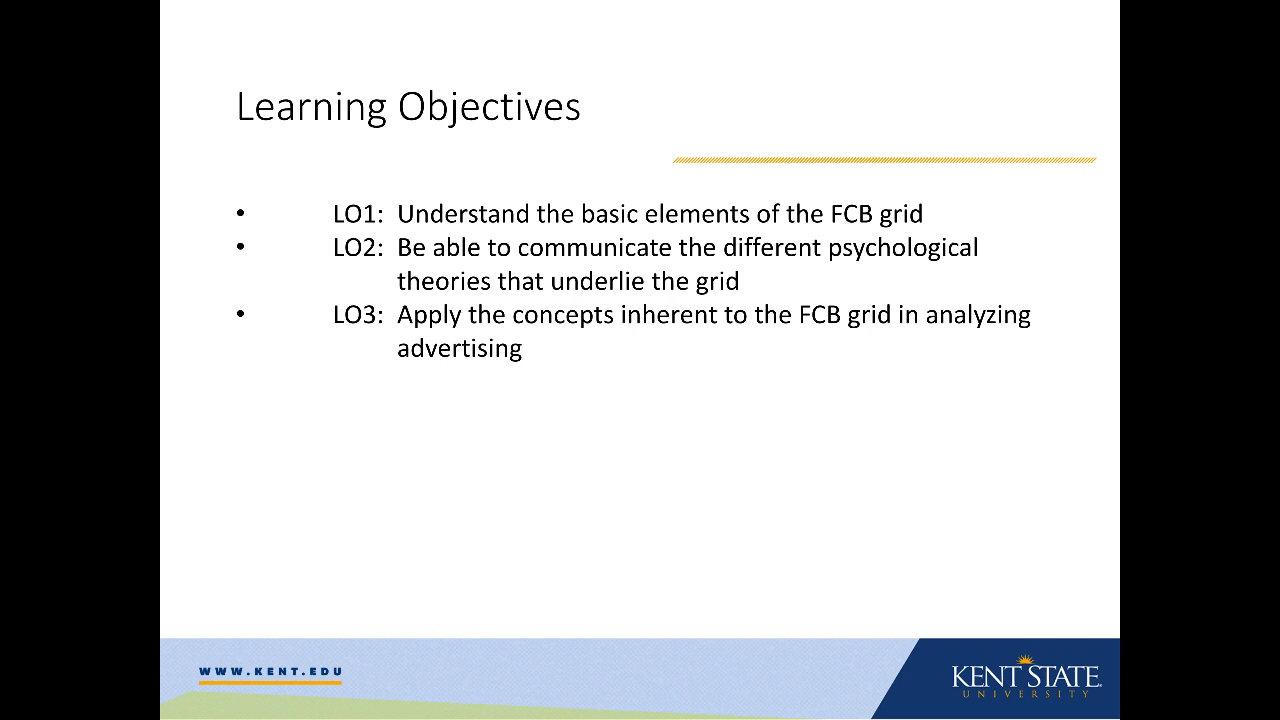 Learning Objectives
• LO1: Understand the basic elements of the FCB grid
• LO2: Be able to communicate the different psychological
theories that underlie the grid
• LO3: Apply the concepts inherent to the FCB grid in analyzing
advertising
WWW.KENT.EDU
KENT STATE
UNIVERSITY